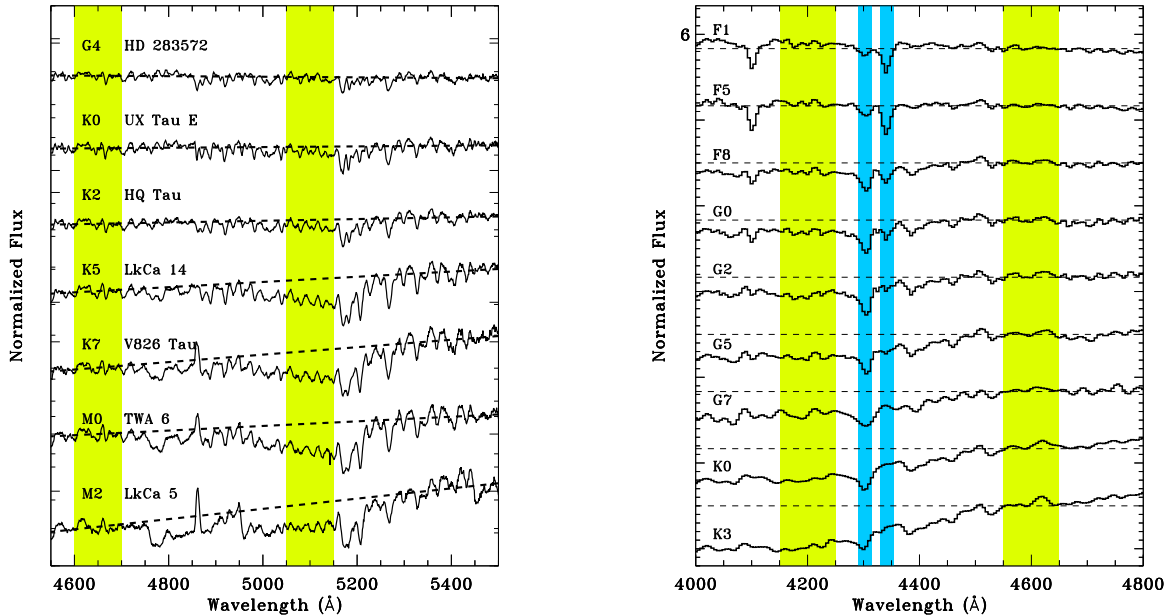 Normalized Flux
G4 HD 283572
K0 UX Tau E
K2 HQ Tau
K5 LkCa 14
K7 V826 Tau
M0 TWA 6
M2 LkCa 5
4600 4800 5000 5200 5400
Wavelength (Å)
Normalized Flux
6
F1
F5
F8
G0
G2
G5
G7
K0
K3
4000 4200 4400 4600 4800
Wavelength (Å)